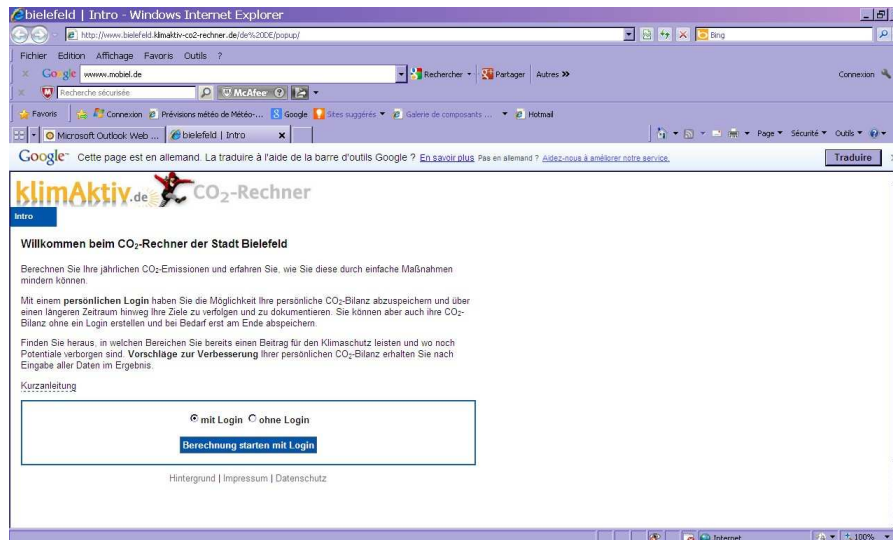 bielefeld | Intro - Windows Internet Explorer
http://www.bielefeld.klimaktiv-co2-rechner.de/de%20DE/popup/
Bing
Fichier Edition Affichage Favoris Outils ?
Google wwww.mobiel.de Rechercher Partager Autres » Connexion
Recherche sécurisée McAfee
Favoris Connexion Prévisions météo de Météo-... Google Sites suggérés Galerie de composants ... Hotmail
Microsoft Outlook Web ... bielefeld | Intro x Page Sécurité Outils
Google Cette page est en allemand. La traduire à l'aide de la barre d'outils Google ? En savoir plus Pas en allemand ? Aidez-nous à améliorer notre service. Traduire
klimAktiv.de CO₂-Rechner
Intro
Willkommen beim CO₂-Rechner der Stadt Bielefeld
Berechnen Sie Ihre jährlichen CO₂-Emissionen und erfahren Sie, wie Sie diese durch einfache Maßnahmen
mindern können.
Mit einem persönlichen Login haben Sie die Möglichkeit Ihre persönliche CO₂-Bilanz abzuspeichern und über
einen längeren Zeitraum hinweg Ihre Ziele zu verfolgen und zu dokumentieren. Sie können aber auch ihre CO₂-
Bilanz ohne ein Login erstellen und bei Bedarf erst am Ende abspeichern.
Finden Sie heraus, in welchen Bereichen Sie bereits einen Beitrag für den Klimaschutz leisten und wo noch
Potentiale verborgen sind. Vorschläge zur Verbesserung Ihrer persönlichen CO₂-Bilanz erhalten Sie nach
Eingabe aller Daten im Ergebnis.
Kurzanleitung
mit Login ohne Login
Berechnung starten mit Login
Hintergrund | Impressum | Datenschutz
Internet 100%